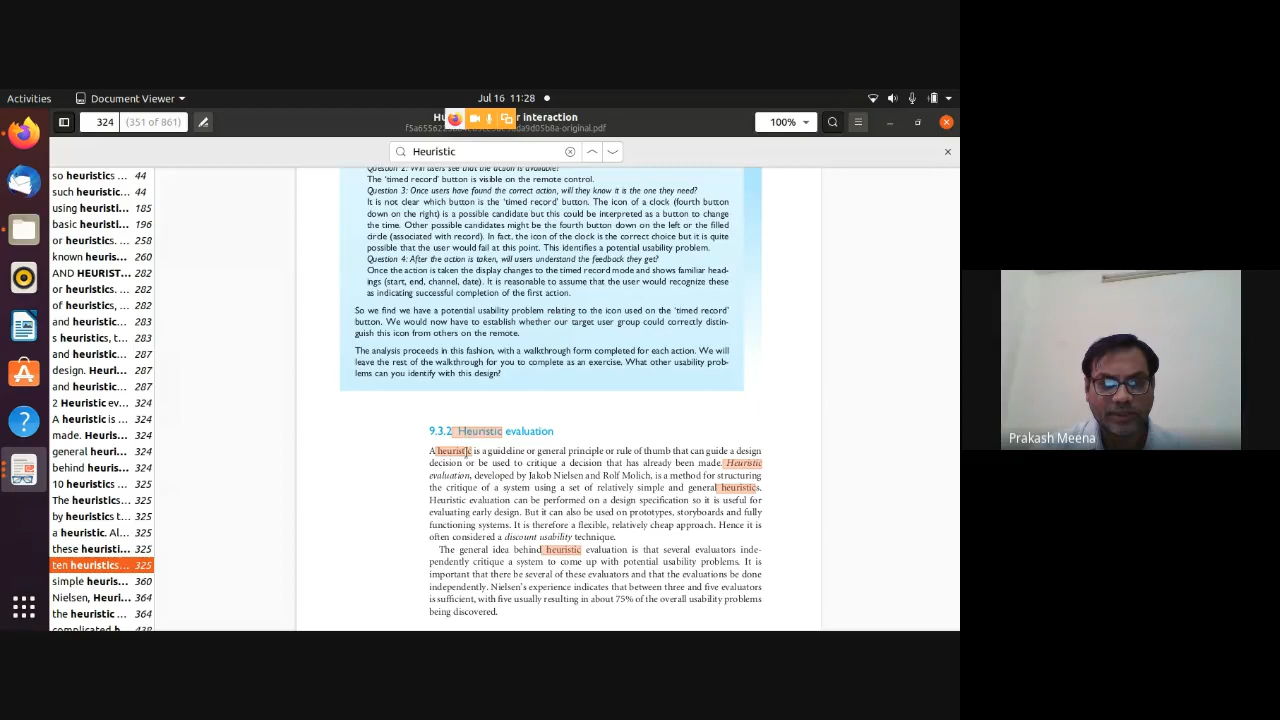 Activities
Document Viewer
Jul 16 11:28
324
(351 of 861)
r interaction
-original.pdf
100%
Heuristic
so heuristics ... 44
such heuristic... 44
using heuristi... 185
basic heuristi... 196
or heuristics. ... 258
known heuris... 260
AND HEURIST... 282
or heuristics. ... 282
of heuristics, ... 282
and heuristic... 283
s heuristics, t... 283
and heuristic... 287
design. Heuri... 287
and heuristic... 287
2 Heuristic ev... 324
A heuristic is ... 324
made. Heuris... 324
general heuri... 324
behind heuris... 324
10 heuristics ... 325
The heuristics... 325
by heuristics t... 325
a heuristic. Al... 325
these heuristi... 325
ten heuristics... 325
simple heuris... 360
Nielsen, Heuri... 364
the heuristic ... 364
complicated h... 438
Question 2: Will users see that the action is available?
The ‘timed record’ button is visible on the remote control.
Question 3: Once users have found the correct action, will they know it is the one they need?
It is not clear which button is the ‘timed record’ button. The icon of a clock (fourth button
down on the right) is a possible candidate but this could be interpreted as a button to change
the time. Other possible candidates might be the fourth button down on the left or the filled
circle (associated with record). In fact, the icon of the clock is the correct choice but it is quite
possible that the user would fail at this point. This identifies a potential usability problem.
Question 4: After the action is taken, will users understand the feedback they get?
Once the action is taken the display changes to the timed record mode and shows familiar head-
ings (start, end, channel, date). It is reasonable to assume that the user would recognize these
as indicating successful completion of the first action.
So we find we have a potential usability problem relating to the icon used on the ‘timed record’
button. We would now have to establish whether our target user group could correctly distin-
guish this icon from others on the remote.
The analysis proceeds in this fashion, with a walkthrough form completed for each action. We will
leave the rest of the walkthrough for you to complete as an exercise. What other usability prob-
lems can you identify with this design?
9.3.2 Heuristic evaluation
A heuristic is a guideline or general principle or rule of thumb that can guide a design
decision or be used to critique a decision that has already been made. Heuristic
evaluation, developed by Jakob Nielsen and Rolf Molich, is a method for structuring
the critique of a system using a set of relatively simple and general heuristics.
Heuristic evaluation can be performed on a design specification so it is useful for
evaluating early design. But it can also be used on prototypes, storyboards and fully
functioning systems. It is therefore a flexible, relatively cheap approach. Hence it is
often considered a discount usability technique.
The general idea behind heuristic evaluation is that several evaluators inde-
pendently critique a system to come up with potential usability problems. It is
important that there be several of these evaluators and that the evaluations be done
independently. Nielsen’s experience indicates that between three and five evaluators
is sufficient, with five usually resulting in about 75% of the overall usability problems
being discovered.
Prakash Meena